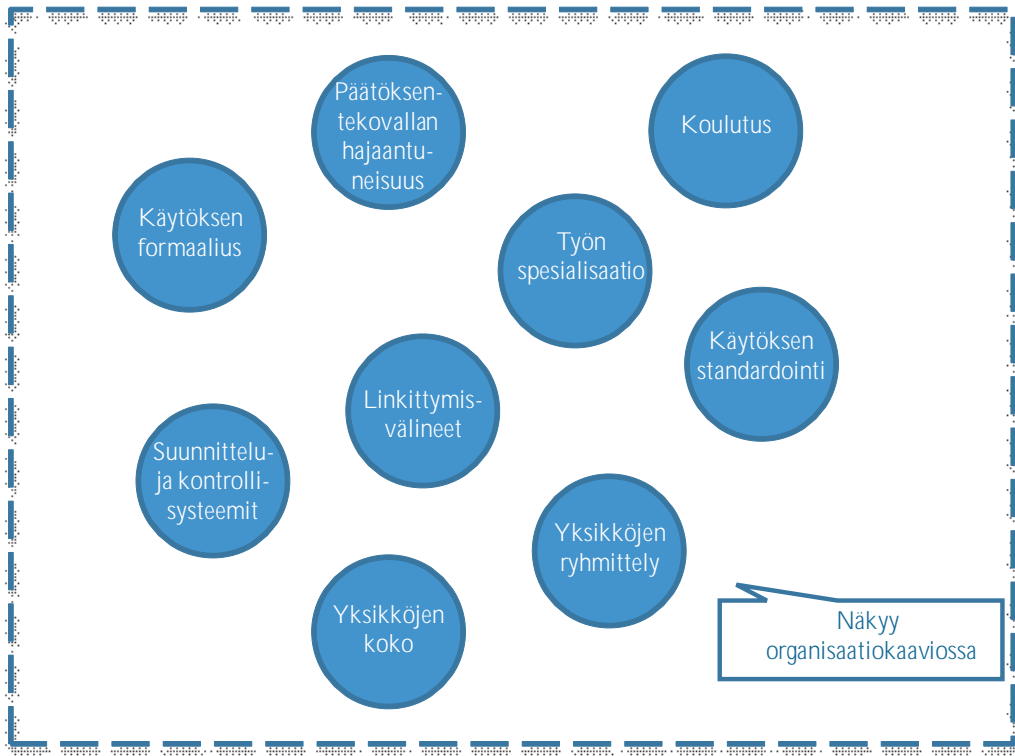 Päätöksen-
tekovallan
hajaantu-
neisuus
Koulutus
Käytöksen
formaalius
Työn
spesialisaatio
Käytöksen
standardointi
Linkittymis-
välineet
Suunnittelu-
ja kontrolli-
systeemit
Yksikköjen
ryhmittely
Yksikköjen
koko
Näkyy
organisaatiokaaviossa